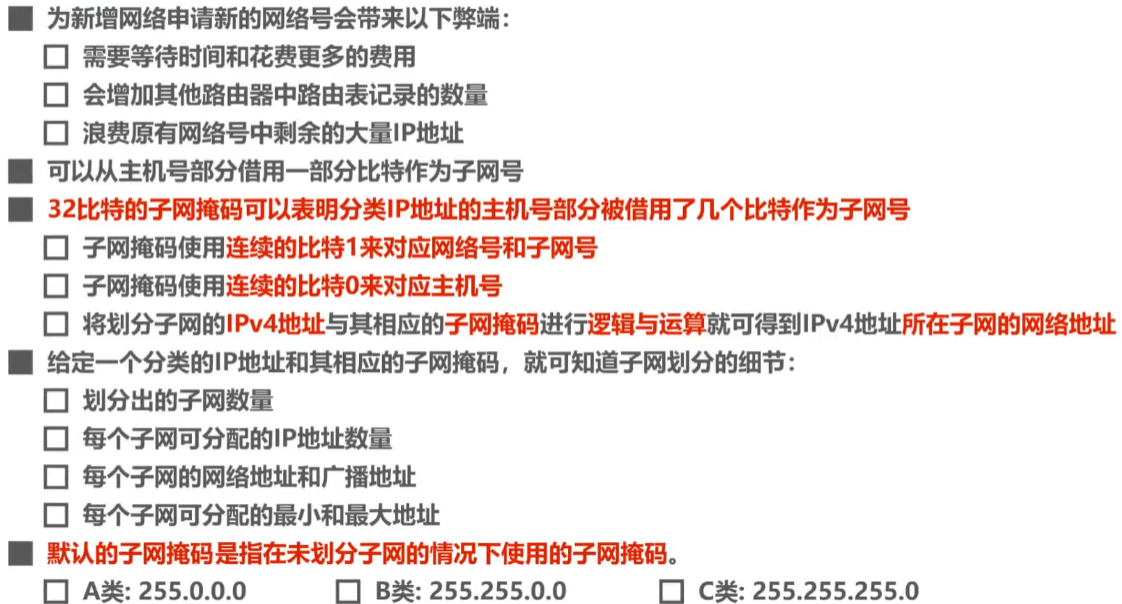 为新增网络申请新的网络号会带来以下弊端：
需要等待时间和花费更多的费用
会增加其他路由器中路由表记录的数量
浪费原有网络号中剩余的大量IP地址
可以从主机号部分借用一部分比特作为子网号
32比特的子网掩码可以表明分类IP地址的主机号部分被借用了几个比特作为子网号
子网掩码使用连续的比特1来对应网络号和子网号
子网掩码使用连续的比特0来对应主机号
将划分子网的IPv4地址与其相应的子网掩码进行逻辑与运算就可得到IPv4地址所在子网的网络地址
给定一个分类的IP地址和其相应的子网掩码，就可知道子网划分的细节：
划分出的子网数量
每个子网可分配的IP地址数量
每个子网的网络地址和广播地址
每个子网可分配的最小和最大地址
默认的子网掩码是指在未划分子网的情况下使用的子网掩码。
A类: 255.0.0.0 B类: 255.255.0.0 C类: 255.255.255.0